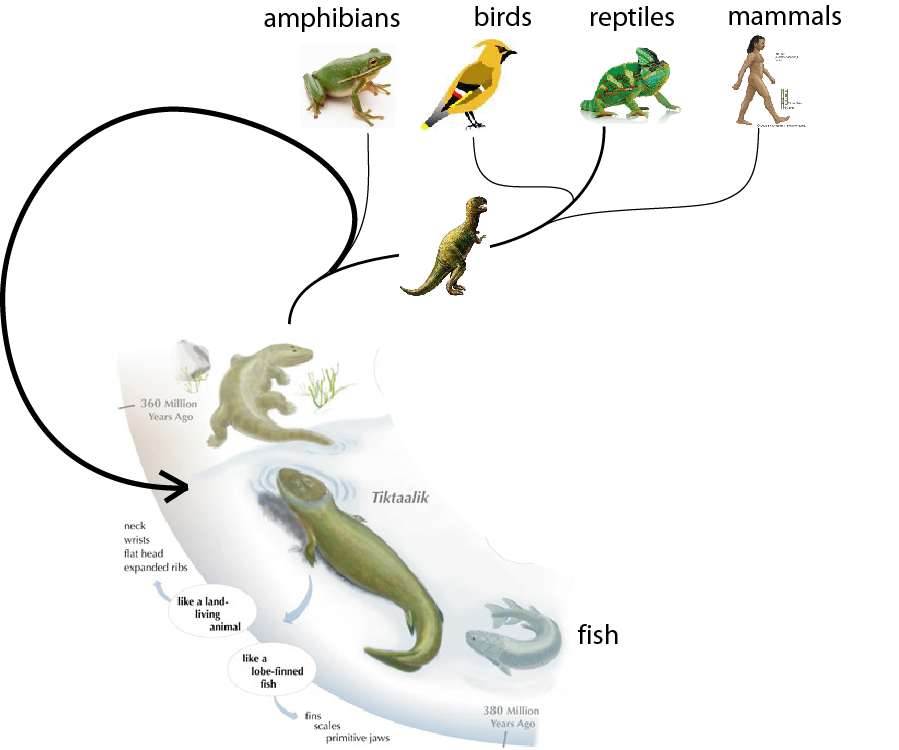 amphibians
birds
reptiles
mammals
360 Million
Years Ago
Tiktaalik
neck
wrists
flat head
expanded ribs
like a land-
living
animal
fish
like a
lobe-finned
fish
fins
scales
primitive jaws
380 Million
Years Ago